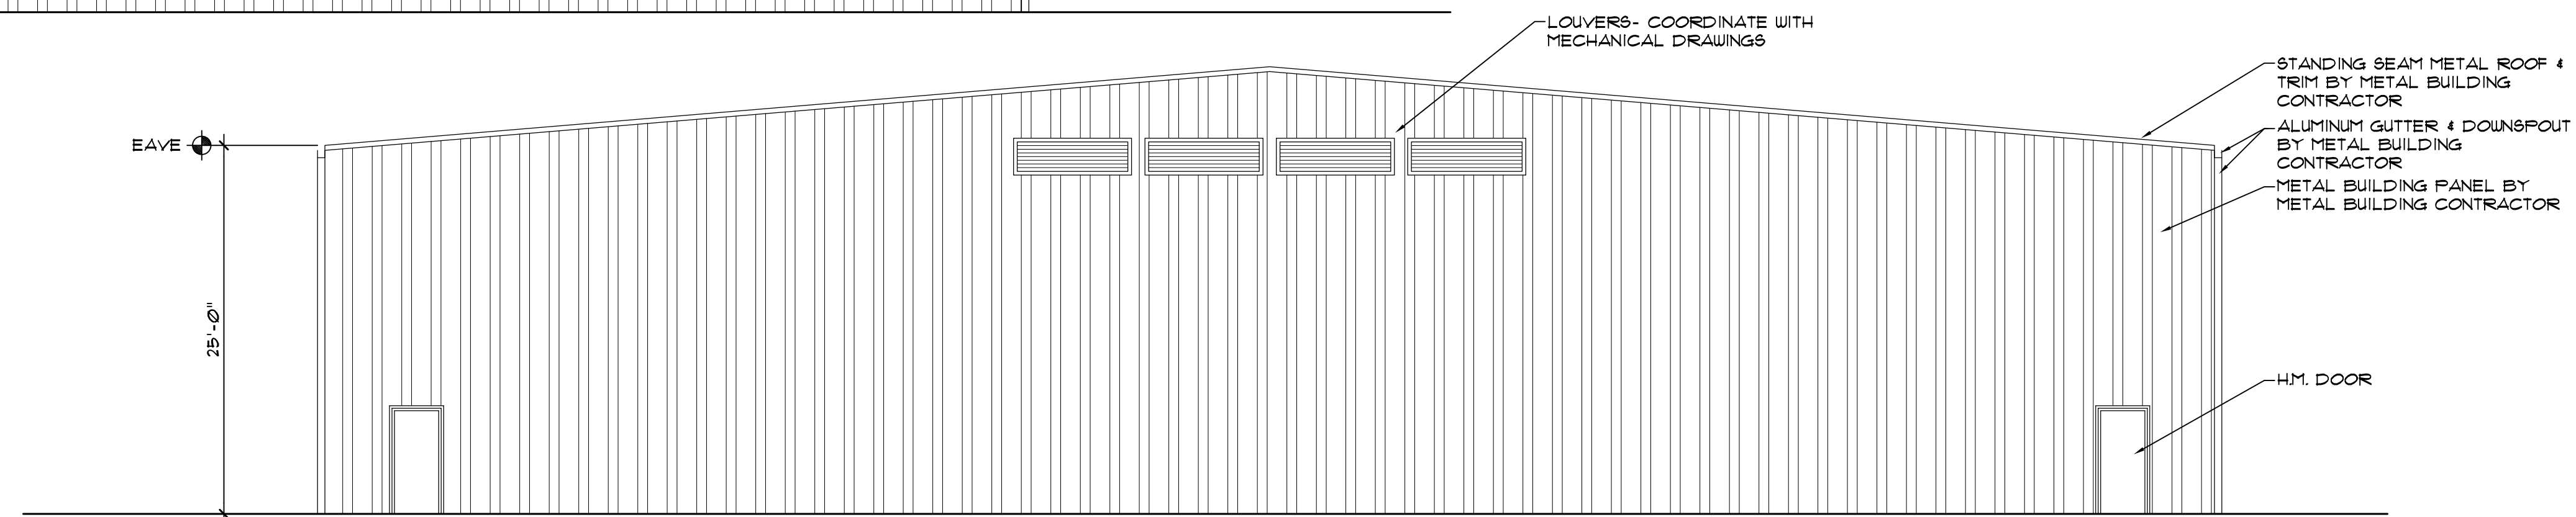 LOUVERS- COORDINATE WITH
MECHANICAL DRAWINGS
STANDING SEAM METAL ROOF &
TRIM BY METAL BUILDING
CONTRACTOR
EAVE
ALUMINUM GUTTER & DOWNSPOUT
BY METAL BUILDING
CONTRACTOR
METAL BUILDING PANEL BY
METAL BUILDING CONTRACTOR
25'-0"
H.M. DOOR